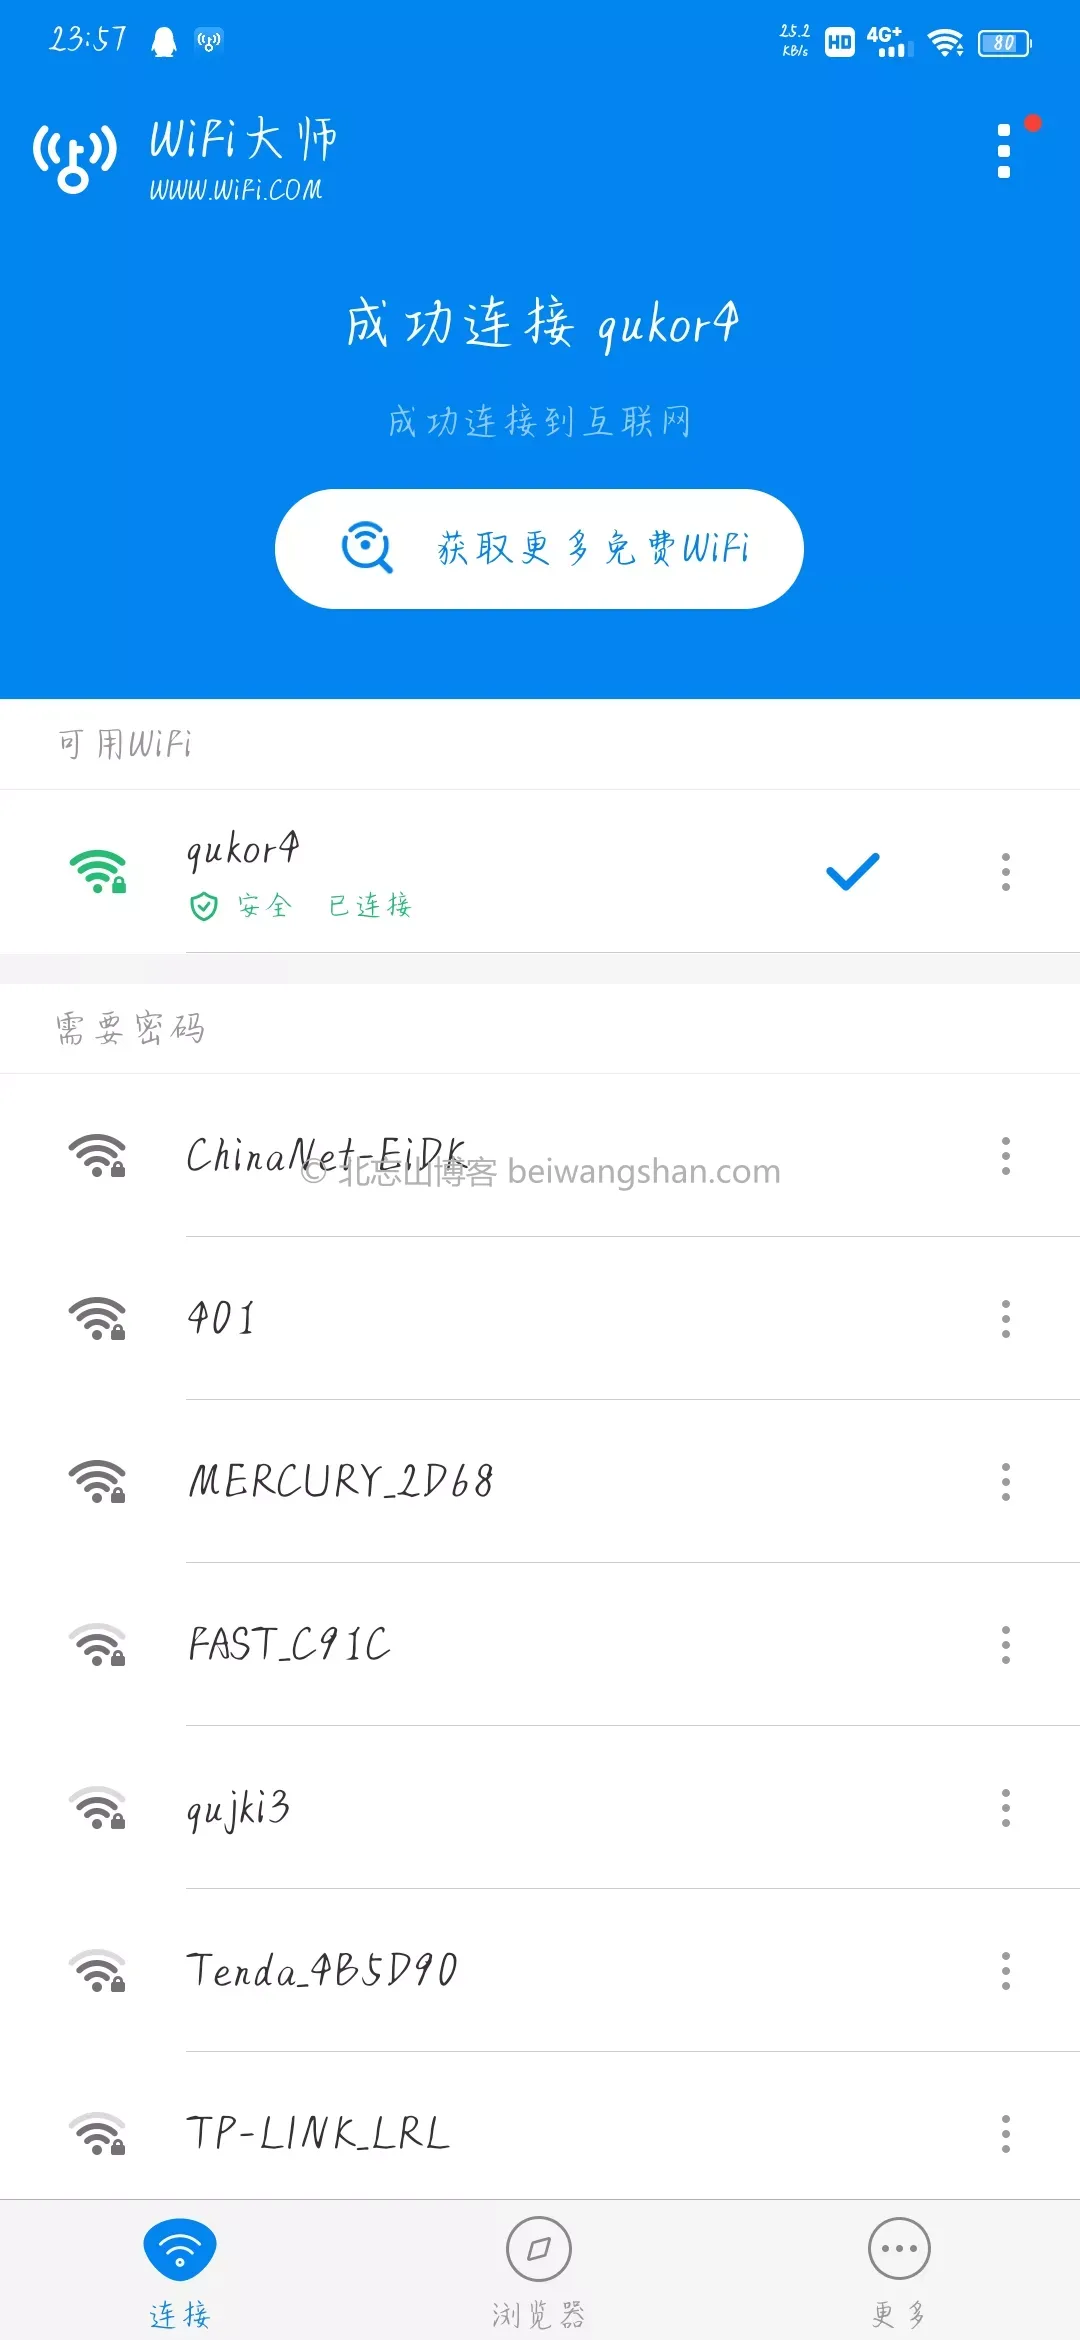 23:57
25.2
KB/s
HD
4G+
80
WiFi大师
WWW.WiFi.COM
成功连接 qukor4
成功连接到互联网
获取更多免费WiFi
可用WiFi
qukor4
安全 已连接
需要密码
ChinaNet-EiDK
© 北忘山博客 beiwangshan.com
401
MERCURY_2D68
FAST_C91C
qujki3
Tenda_4B5D90
TP-LINK_LRL
连接
浏览器
更多